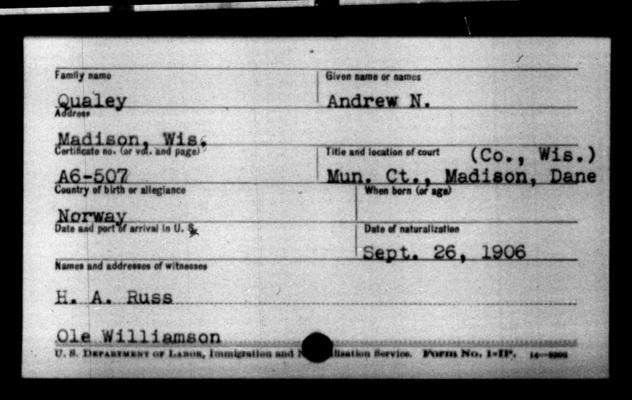 Family name Given name or names
Qualey Andrew N.
Address
Madison, Wis.
Certificate no. (or vol. and page) Title and location of court (Co., Wis.)
A6-507 Mun. Ct., Madison, Dane
Country of birth or allegiance When born (or age)
Norway
Date and port of arrival in U. S. Date of naturalization
Sept. 26, 1906
Names and addresses of witnesses
H. A. Russ
Ole Williamson
U. S. DEPARTMENT OF LABOR, Immigration and Service. Form No. 1-IP.